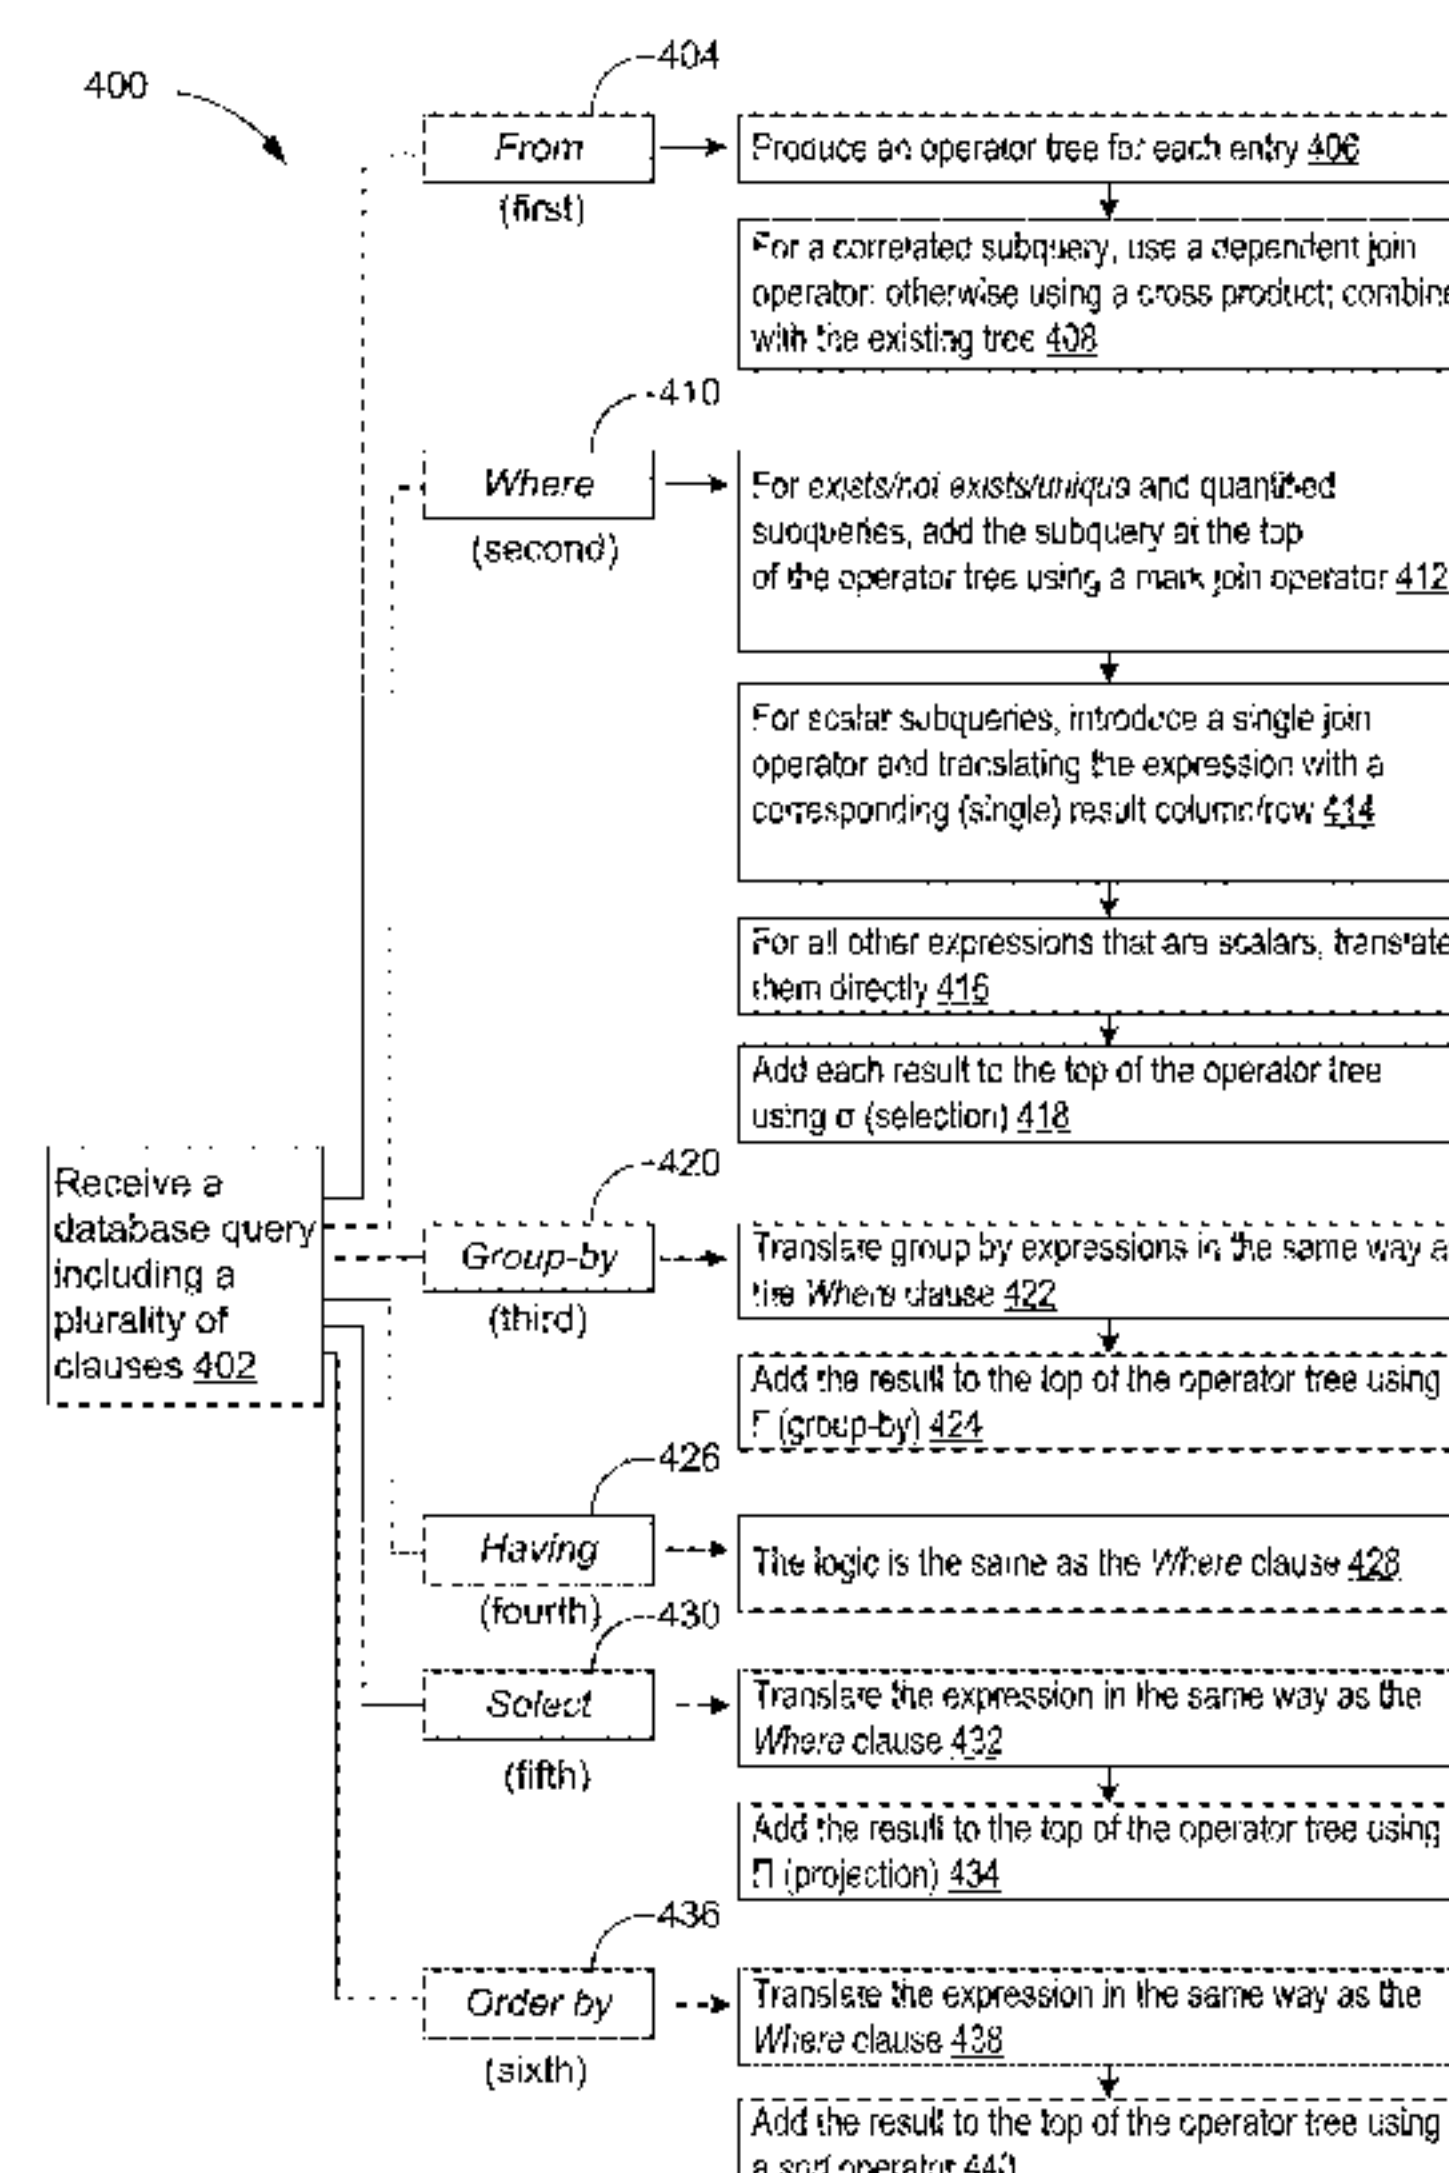 400
404
From
(first)
Produce an operator tree for each entry 406
For a correlated subquery, use a dependent join
operator; otherwise using a cross product; combine
with the existing tree 408
410
Where
(second)
For exists/not exists/unique and quantified
subqueries, add the subquery at the top
of the operator tree using a mark join operator 412
For scalar subqueries, introduce a single join
operator and translating the expression with a
corresponding (single) result column/row 414
For all other expressions that are scalars, translate
them directly 416
Add each result to the top of the operator tree
using σ (selection) 418
Receive a
database query
including a
plurality of
clauses 402
420
Group-by
(third)
Translate group by expressions in the same way a
the Where clause 422
Add the result to the top of the operator tree using
Γ (group-by) 424
426
Having
(fourth)
The logic is the same as the Where clause 428
430
Select
(fifth)
Translate the expression in the same way as the
Where clause 432
Add the result to the top of the operator tree using
Π (projection) 434
436
Order by
(sixth)
Translate the expression in the same way as the
Where clause 438
Add the result to the top of the operator tree using
a sort operator 440